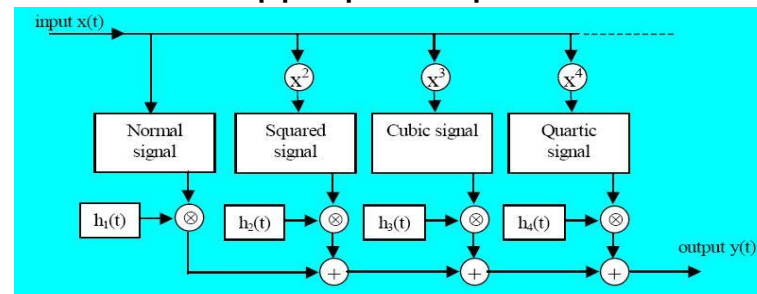 input x(t)
x² x³ x⁴
Normal signal
Squared signal
Cubic signal
Quartic signal
h₁(t) ⊗ h₂(t) ⊗ h₃(t) ⊗ h₄(t) ⊗
output y(t)
+ + +